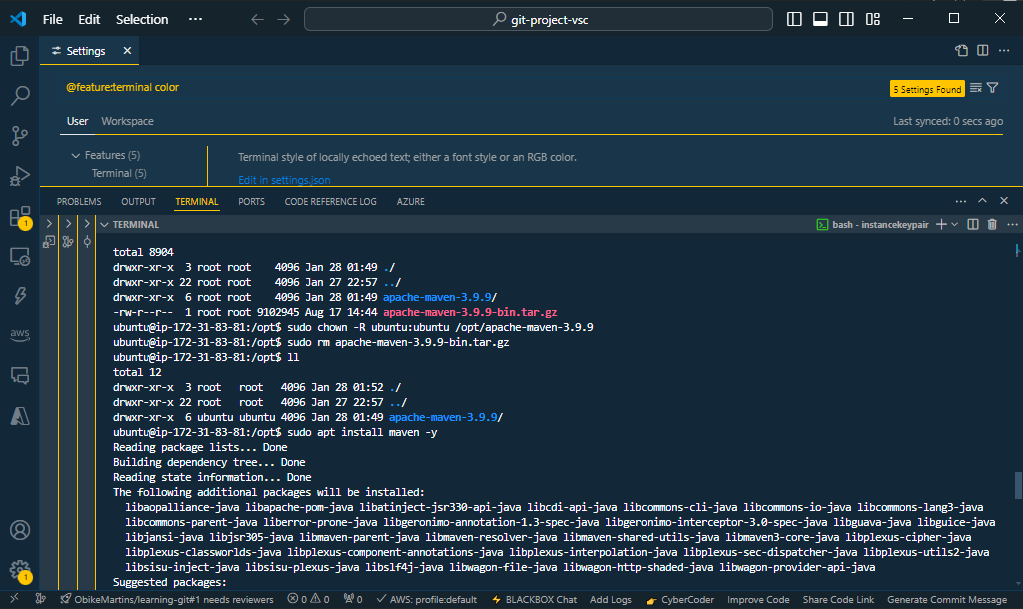 File Edit Selection ··· git-project-vsc
Settings
@feature:terminal color
5 Settings Found
User Workspace
Last synced: 0 secs ago
Features (5)
Terminal (5)
Terminal style of locally echoed text; either a font style or an RGB color.
Edit in settings.json
PROBLEMS OUTPUT TERMINAL PORTS CODE REFERENCE LOG AZURE
TERMINAL
bash - instancekeypair
total 8904
drwxr-xr-x  3 root root    4096 Jan 28 01:49 ./
drwxr-xr-x 22 root root    4096 Jan 27 22:57 ../
drwxr-xr-x  6 root root    4096 Jan 28 01:49 apache-maven-3.9.9/
-rw-r--r--  1 root root 9102945 Aug 17 14:44 apache-maven-3.9.9-bin.tar.gz
ubuntu@ip-172-31-83-81:/opt$ sudo chown -R ubuntu:ubuntu /opt/apache-maven-3.9.9
ubuntu@ip-172-31-83-81:/opt$ sudo rm apache-maven-3.9.9-bin.tar.gz
ubuntu@ip-172-31-83-81:/opt$ ll
total 12
drwxr-xr-x  3 root   root   4096 Jan 28 01:52 ./
drwxr-xr-x 22 root   root   4096 Jan 27 22:57 ../
drwxr-xr-x  6 ubuntu ubuntu 4096 Jan 28 01:49 apache-maven-3.9.9/
ubuntu@ip-172-31-83-81:/opt$ sudo apt install maven -y
Reading package lists... Done
Building dependency tree... Done
Reading state information... Done
The following additional packages will be installed:
libaopalliance-java libapache-pom-java libatinject-jsr330-api-java libcdi-api-java libcommons-cli-java libcommons-io-java libcommons-lang3-java
libcommons-parent-java liberror-prone-java libgeronimo-annotation-1.3-spec-java libgeronimo-interceptor-3.0-spec-java libguava-java libguice-java
libjansi-java libjsr305-java libmaven-parent-java libmaven-resolver-java libmaven-shared-utils-java libmaven3-core-java libplexus-cipher-java
libplexus-classworlds-java libplexus-component-annotations-java libplexus-interpolation-java libplexus-sec-dispatcher-java libplexus-utils2-java
libsisu-inject-java libsisu-plexus-java libslf4j-java libwagon-file-java libwagon-http-shaded-java libwagon-provider-api-java
Suggested packages:
aws
1
1
ObikeMartins/learning-git#1 needs reviewers 0 0 0 AWS: profile:default BLACKBOX Chat Add Logs CyberCoder Improve Code Share Code Link Generate Commit Message